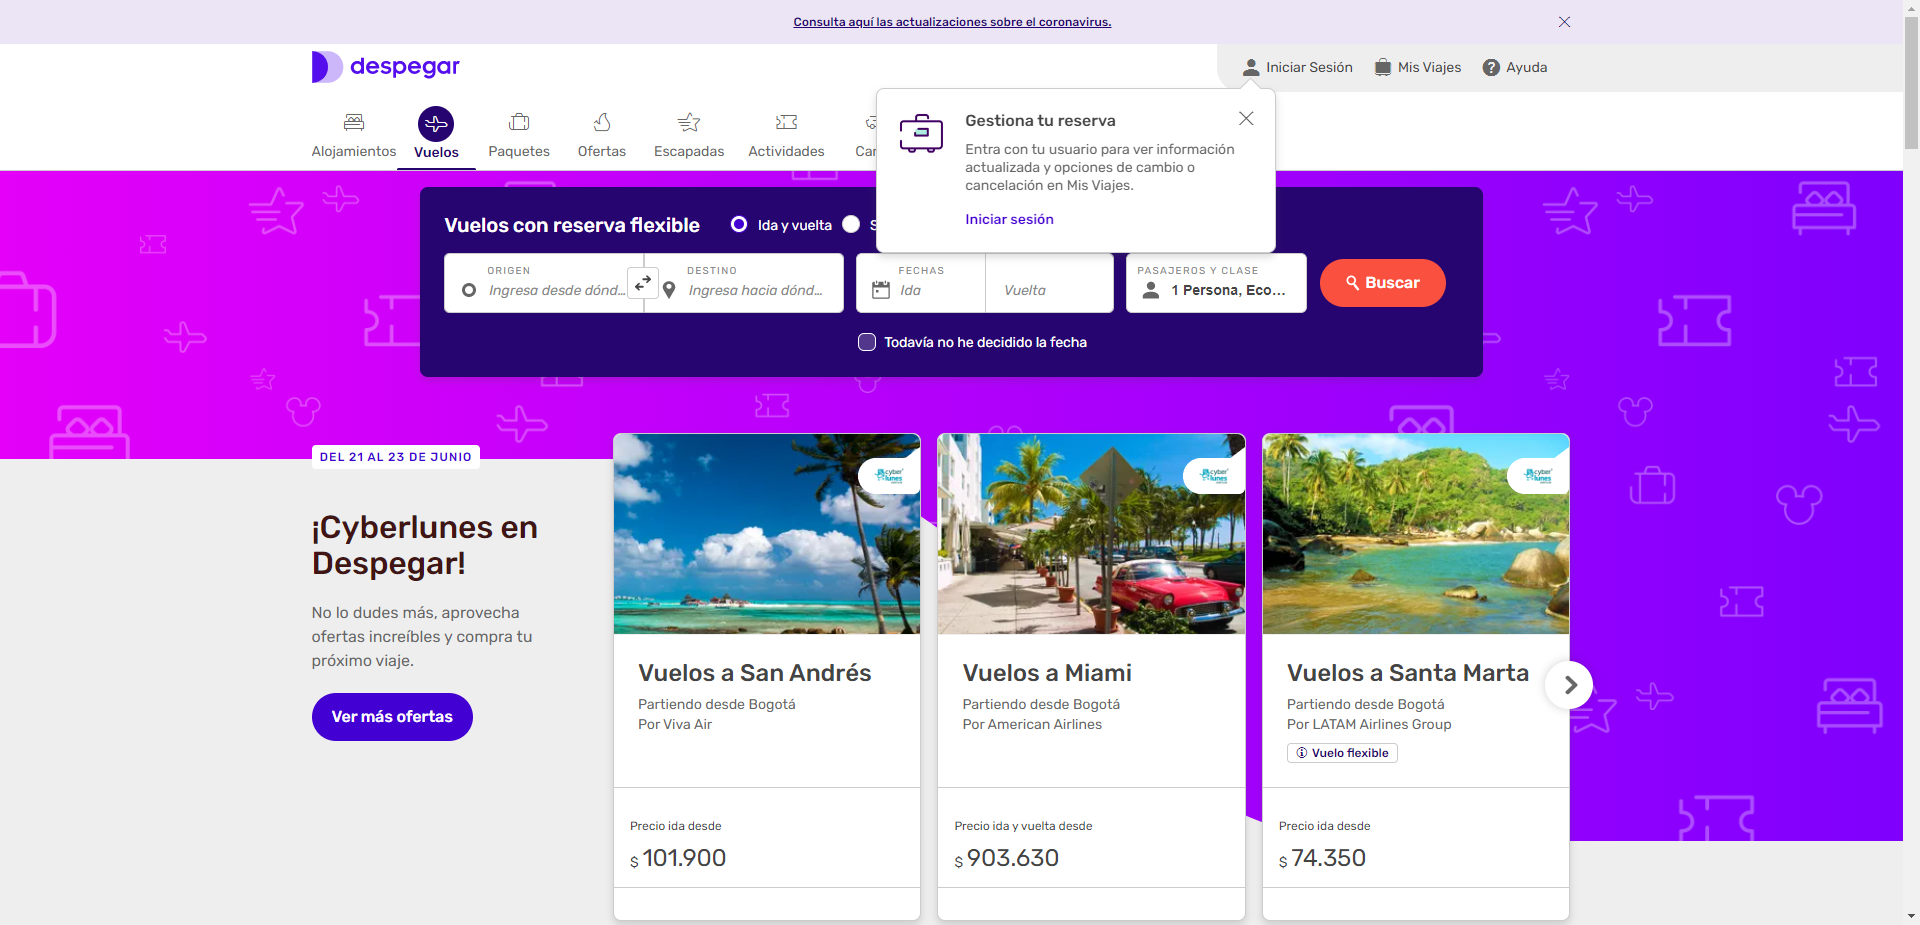 Consulta aquí las actualizaciones sobre el coronavirus.
despegar
Iniciar Sesión
Mis Viajes
Ayuda
Alojamientos
Vuelos
Paquetes
Ofertas
Escapadas
Actividades
Gestiona tu reserva
Entra con tu usuario para ver información
actualizada y opciones de cambio o
cancelación en Mis Viajes.
Iniciar sesión
Vuelos con reserva flexible
Ida y vuelta
ORIGEN
Ingresa desde dónd...
DESTINO
Ingresa hacia dónd...
FECHAS
Ida
Vuelta
PASAJEROS Y CLASE
1 Persona, Eco...
Buscar
Todavía no he decidido la fecha
DEL 21 AL 23 DE JUNIO
¡Cyberlunes en
Despegar!
No lo dudes más, aprovecha
ofertas increíbles y compra tu
próximo viaje.
Ver más ofertas
cyber
lunes
Vuelos a San Andrés
Partiendo desde Bogotá
Por Viva Air
Precio ida desde
$ 101.900
cyber
lunes
Vuelos a Miami
Partiendo desde Bogotá
Por American Airlines
Precio ida y vuelta desde
$ 903.630
cyber
lunes
Vuelos a Santa Marta
Partiendo desde Bogotá
Por LATAM Airlines Group
Vuelo flexible
Precio ida desde
$ 74.350